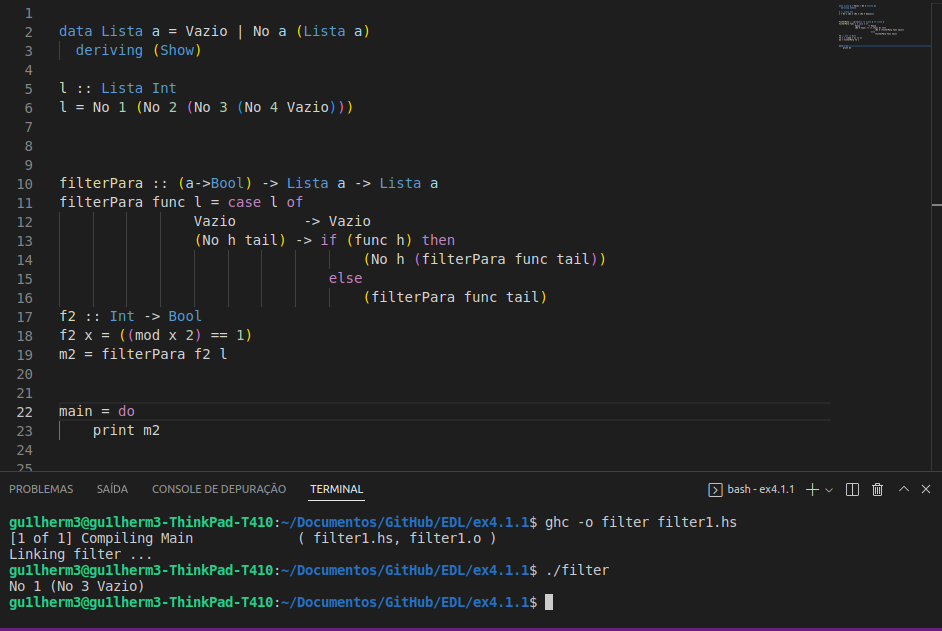 1
2 data Lista a = Vazio | No a (Lista a)
3   deriving (Show)
4
5 l :: Lista Int
6 l = No 1 (No 2 (No 3 (No 4 Vazio)))
7
8
9
10 filterPara :: (a->Bool) -> Lista a -> Lista a
11 filterPara func l = case l of
12                 Vazio        -> Vazio
13                 (No h tail) -> if (func h) then
14                                     (No h (filterPara func tail))
15                                 else
16                                     (filterPara func tail)
17 f2 :: Int -> Bool
18 f2 x = ((mod x 2) == 1)
19 m2 = filterPara f2 l
20
21
22 main = do
23     print m2
24
25
PROBLEMAS SAÍDA CONSOLE DE DEPURAÇÃO TERMINAL bash - ex4.1.1
gu1lherm3@gu1lherm3-ThinkPad-T410:~/Documentos/GitHub/EDL/ex4.1.1$ ghc -o filter filter1.hs
[1 of 1] Compiling Main             ( filter1.hs, filter1.o )
Linking filter ...
gu1lherm3@gu1lherm3-ThinkPad-T410:~/Documentos/GitHub/EDL/ex4.1.1$ ./filter
No 1 (No 3 Vazio)
gu1lherm3@gu1lherm3-ThinkPad-T410:~/Documentos/GitHub/EDL/ex4.1.1$